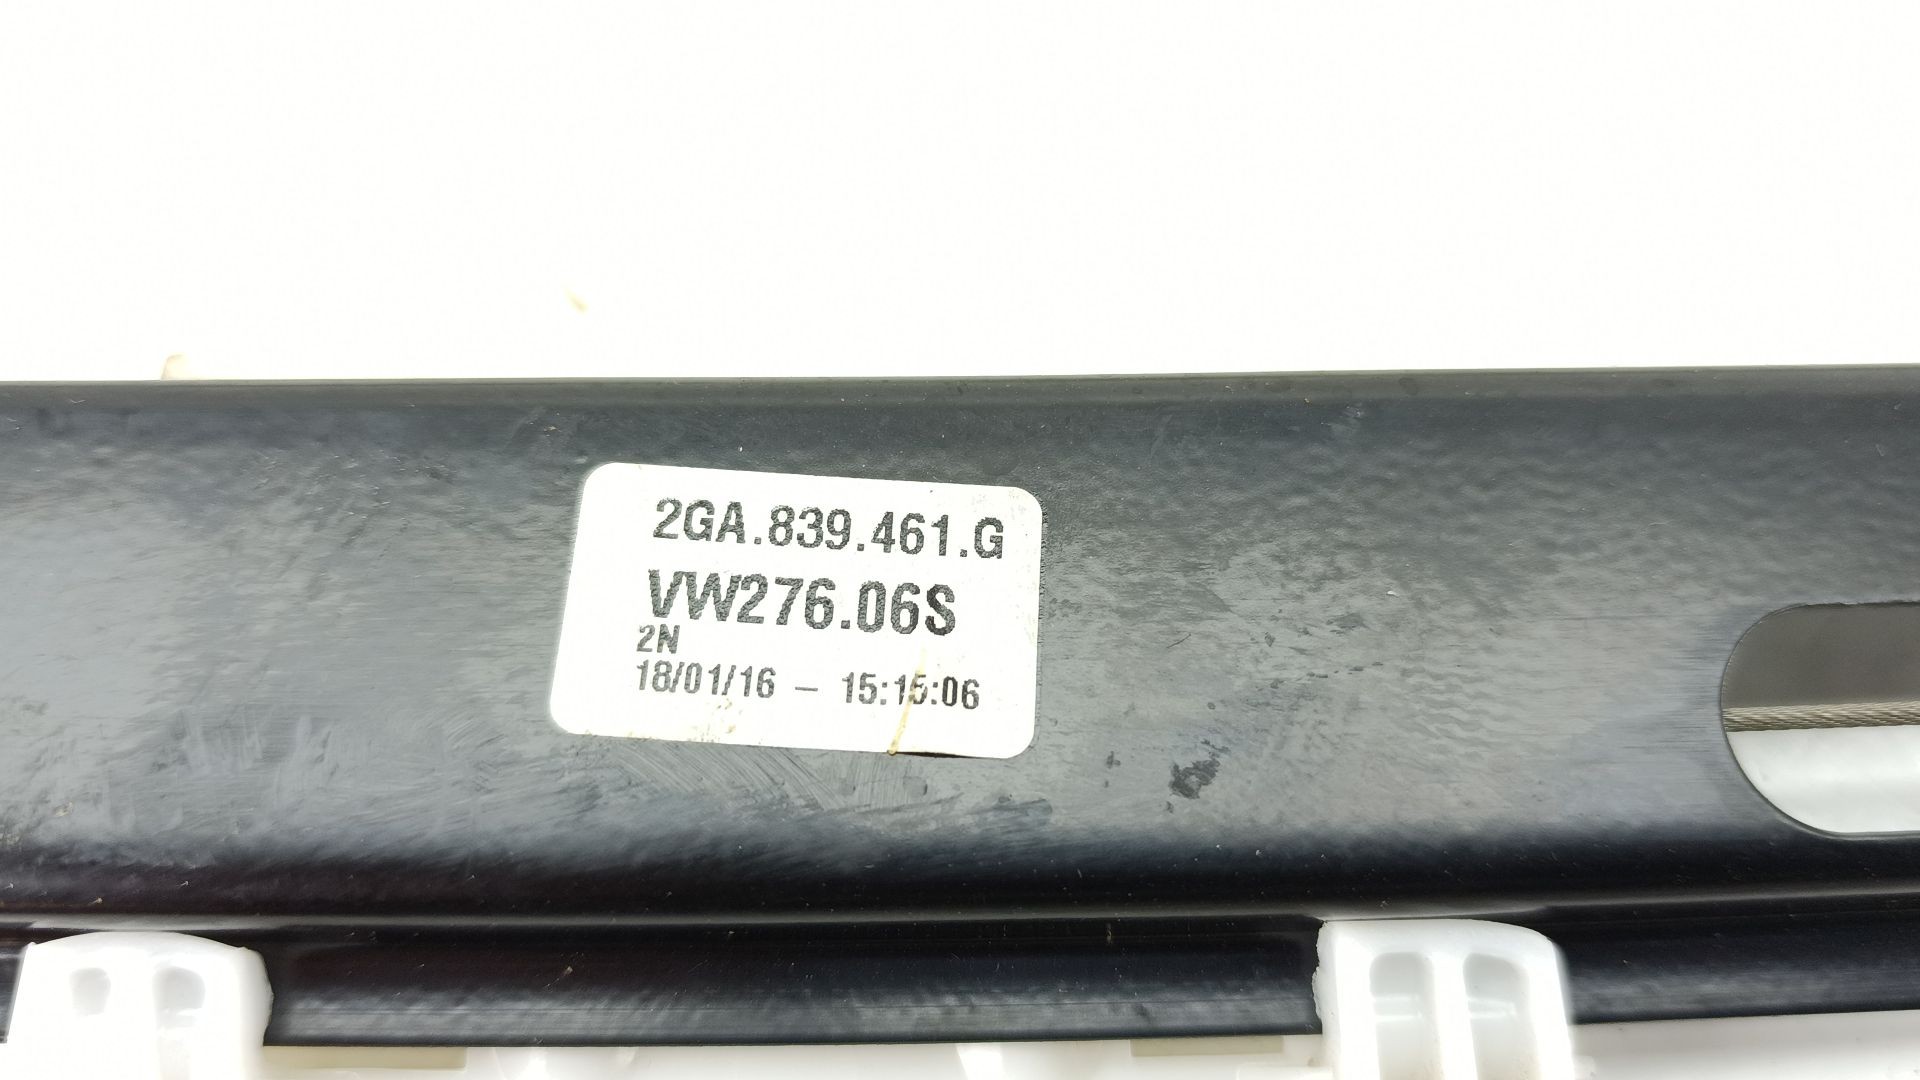 2GA.839.461.G
VW276.06S
2N
18/01/16 – 15:15:06